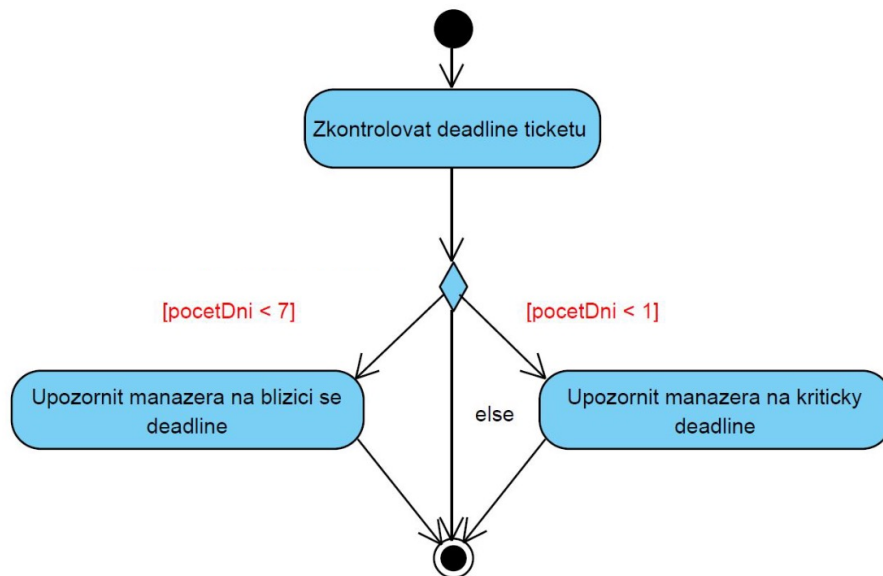 Zkontrolovat deadline ticketu
[pocetDni < 7]
[pocetDni < 1]
Upozornit manazera na blizici se
deadline
else
Upozornit manazera na kriticky
deadline